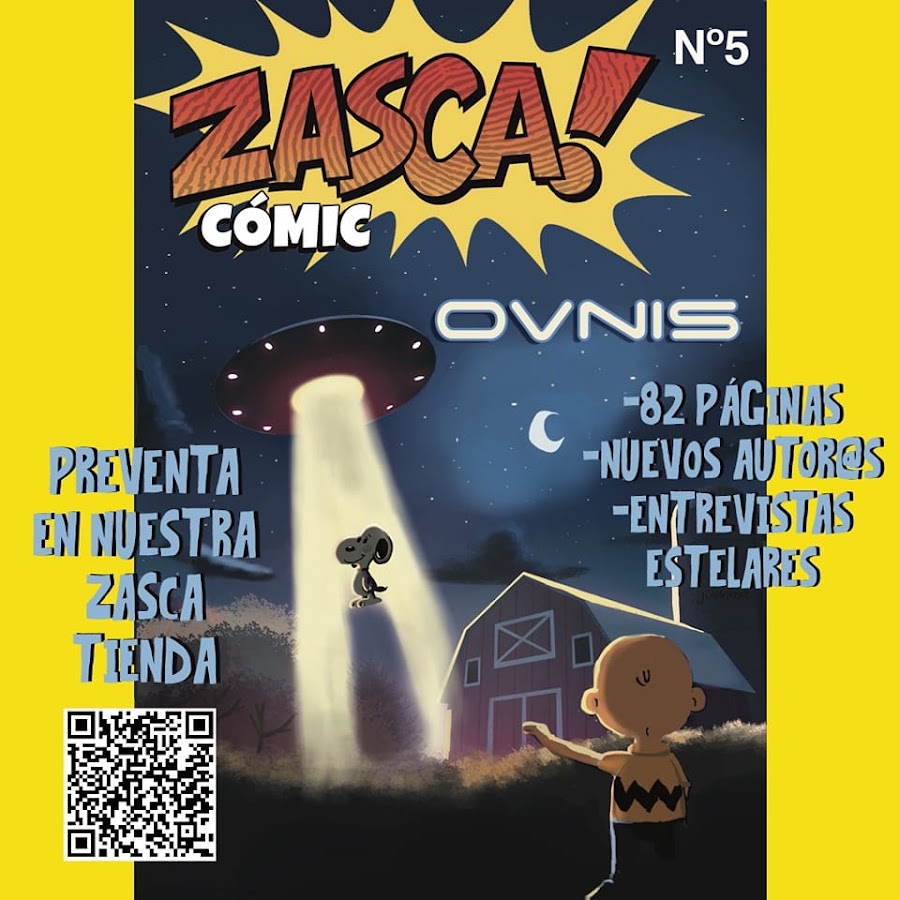 Nº5
ZASCA!
CÓMIC
OVNIS
-82 PÁGINAS
-NUEVOS AUTOR@S
-ENTREVISTAS
ESTELARES
PREVENTA
EN NUESTRA
ZASCA
TIENDA